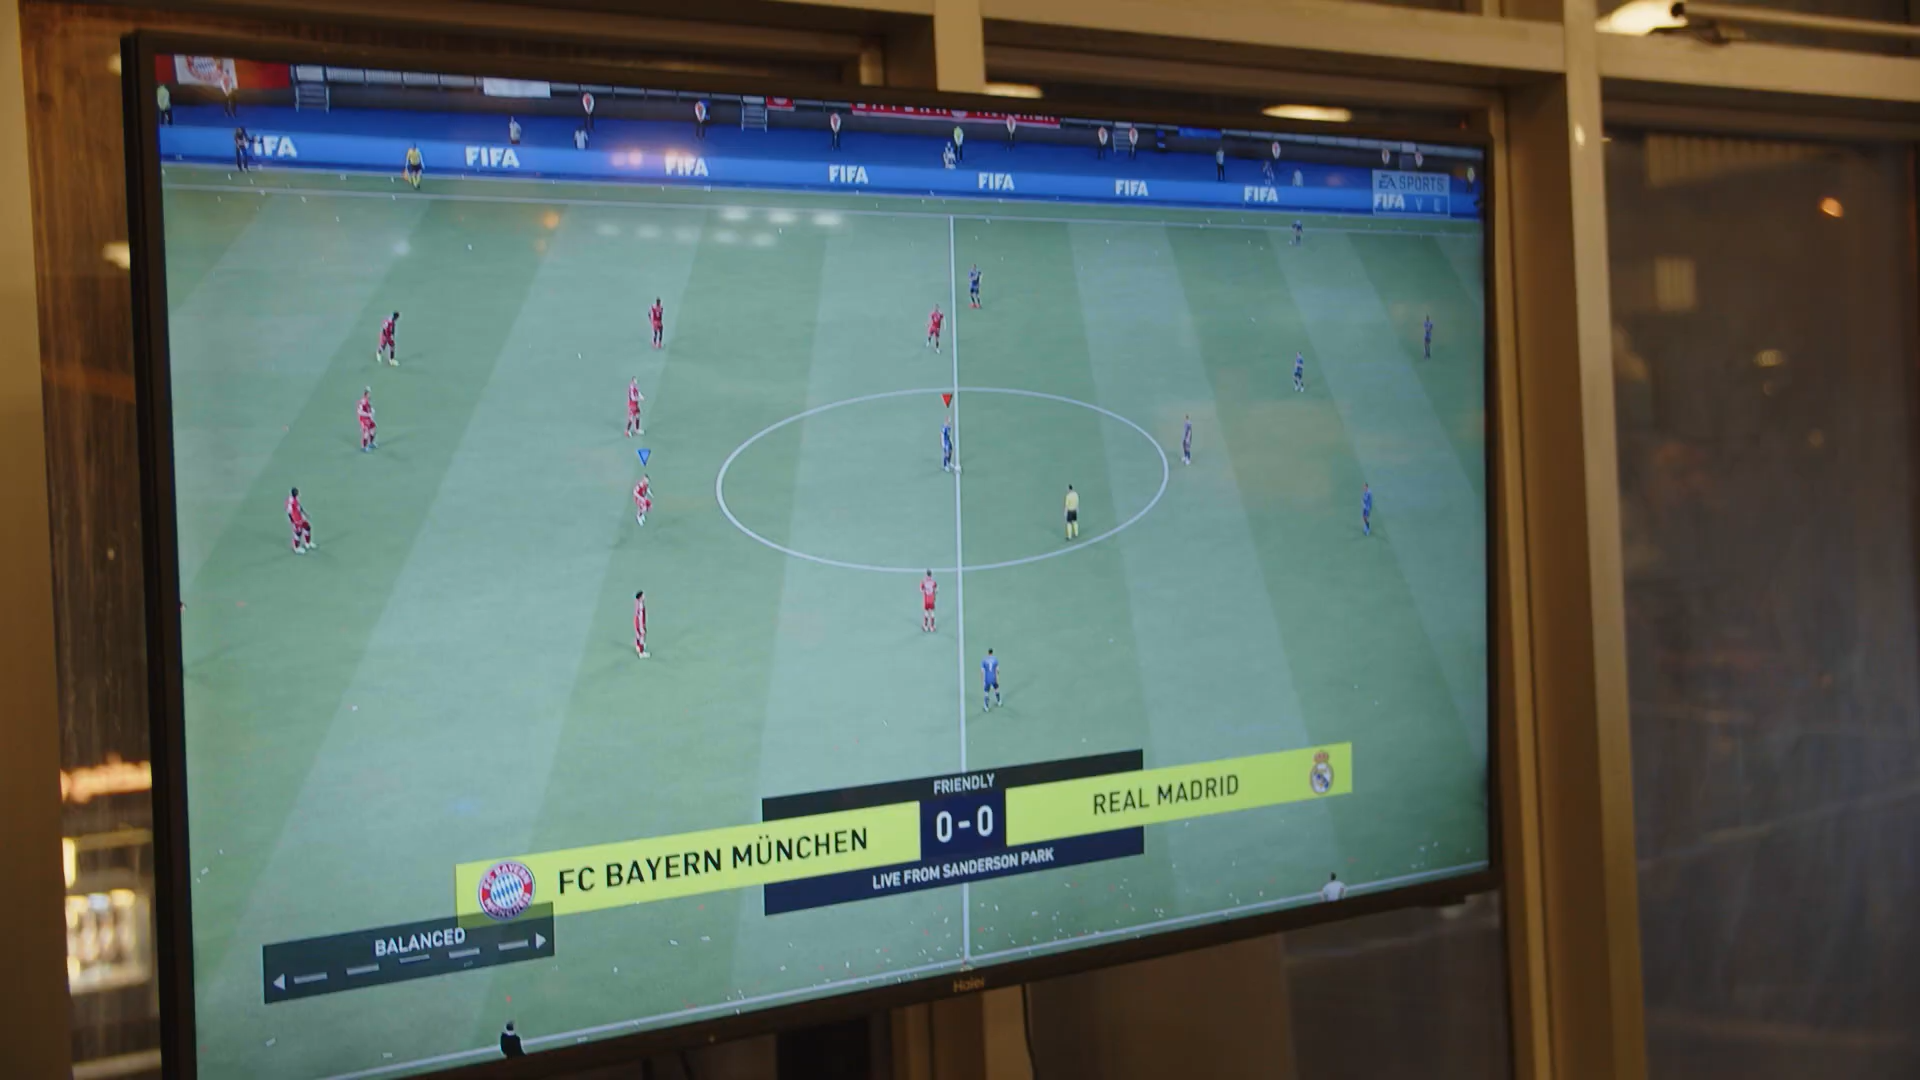 FIFA
FIFA
FIFA
FIFA
FIFA
FIFA
EA SPORTS
FIFA
FRIENDLY
FC BAYERN MÜNCHEN
0-0
REAL MADRID
LIVE FROM SANDERSON PARK
BALANCED
Haier